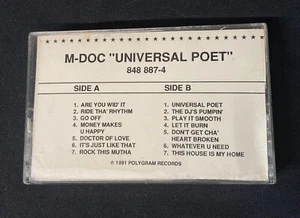 M-DOC "UNIVERSAL POET"
848 887-4
SIDE A
1. ARE YOU WID' IT
2. RIDE THA' RHYTHM
3. GO OFF
4. MONEY MAKES
U HAPPY
5. DOCTOR OF LOVE
6. IT'S JUST LIKE THAT
7. ROCK THIS MUTHA
SIDE B
1. UNIVERSAL POET
2. THE DJ'S PUMPIN'
3. PLAY IT SMOOTH
4. LET IT BURN
5. DON'T GET CHA'
HEART BROKEN
6. WHATEVER U NEED
7. THIS HOUSE IS MY HOME
℗ 1991 POLYGRAM RECORDS